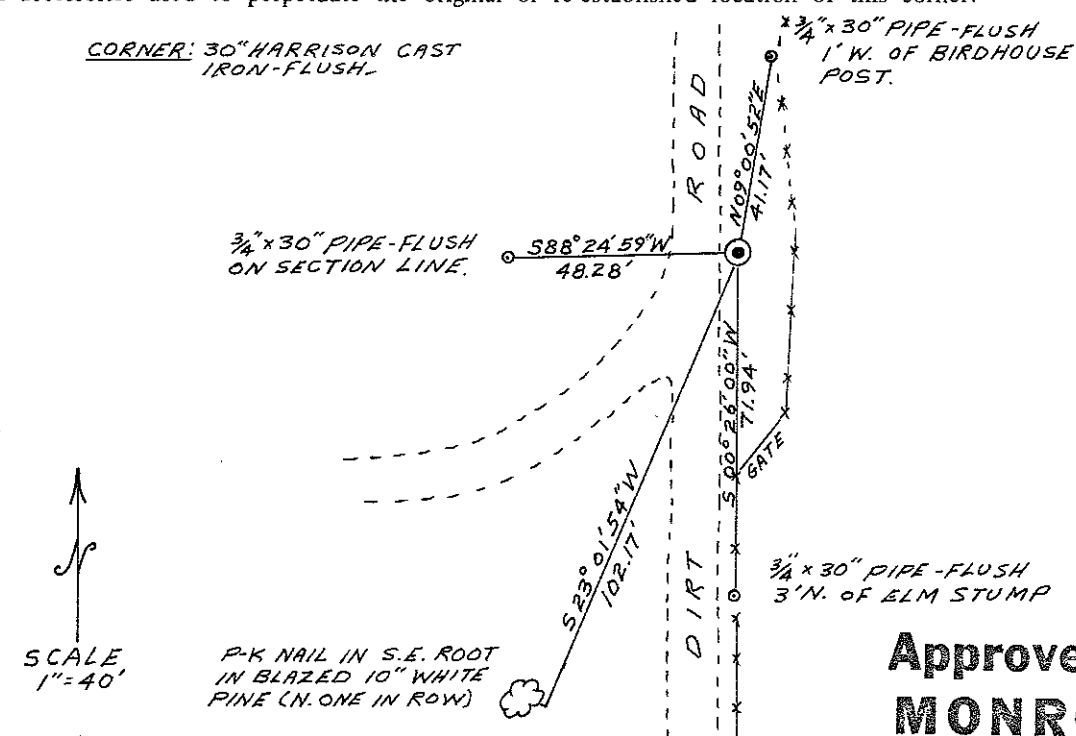 CORNER: 30" HARRISON CAST
IRON-FLUSH.
¾" x 30" PIPE-FLUSH
1' W. OF BIRDHOUSE
POST.
ROAD
N09°00'52"E
41.17'
¾" x 30" PIPE-FLUSH
ON SECTION LINE.
S88°24'59"W
48.28'
S00°26'00"W
71.94'
GATE
S23°01'54"W
102.17'
DIRT
¾" x 30" PIPE-FLUSH
3' N. OF ELM STUMP
N
SCALE
1"=40'
P-K NAIL IN S.E. ROOT
IN BLAZED 10" WHITE
PINE (N. ONE IN ROW)